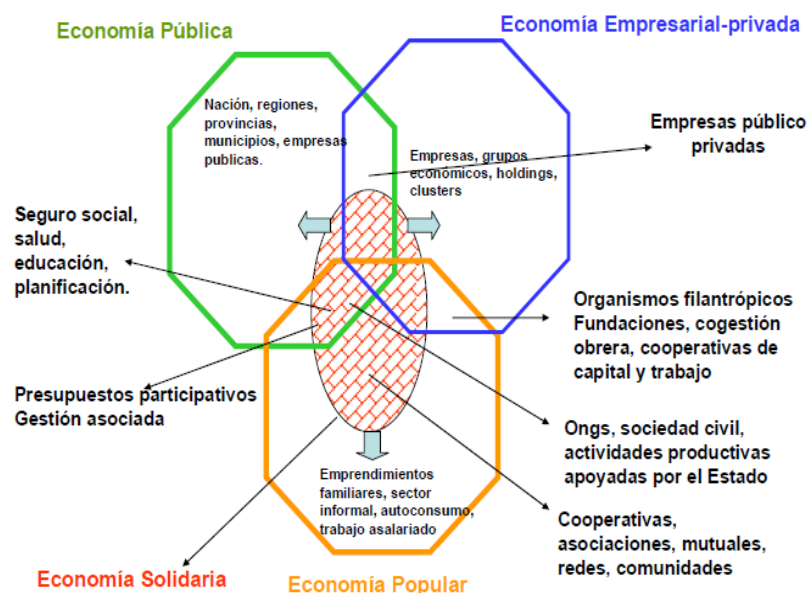 Economía Pública
Economía Empresarial-privada
Nación, regiones,
provincias,
municipios, empresas
publicas.
Empresas, grupos
económicos, holdings,
clusters
Empresas público
privadas
Seguro social,
salud,
educación,
planificación.
Organismos filantrópicos
Fundaciones, cogestión
obrera, cooperativas de
capital y trabajo
Presupuestos participativos
Gestión asociada
Ongs, sociedad civil,
actividades productivas
apoyadas por el Estado
Emprendimientos
familiares, sector
informal, autoconsumo,
trabajo asalariado
Cooperativas,
asociaciones, mutuales,
redes, comunidades
Economía Solidaria
Economía Popular